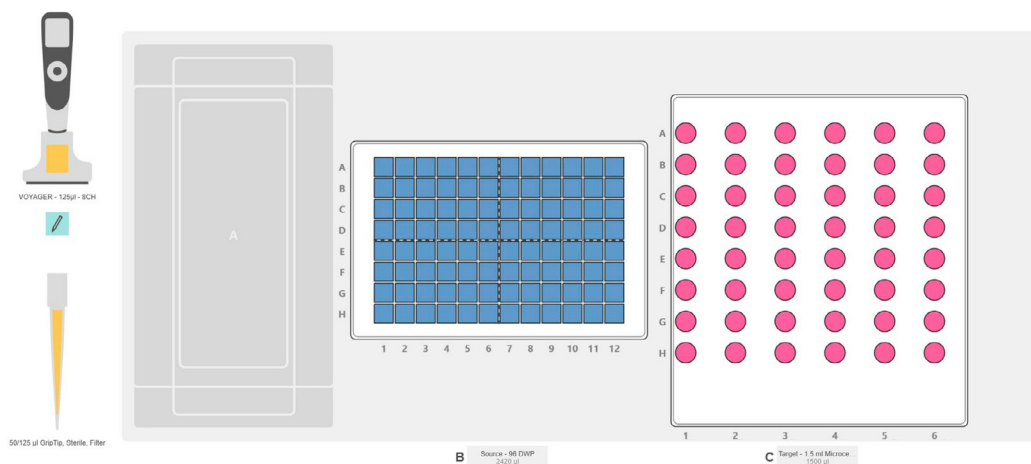 VOYAGER - 125µl - 8CH
50/125 µl GripTip, Sterile, Filter
A
A
B
C
D
E
F
G
H
1 2 3 4 5 6 7 8 9 10 11 12
B
Source - 96 DWP
2420 µl
A
B
C
D
E
F
G
H
1 2 3 4 5 6
C
Target - 1.5 ml Microce...
1500 µl